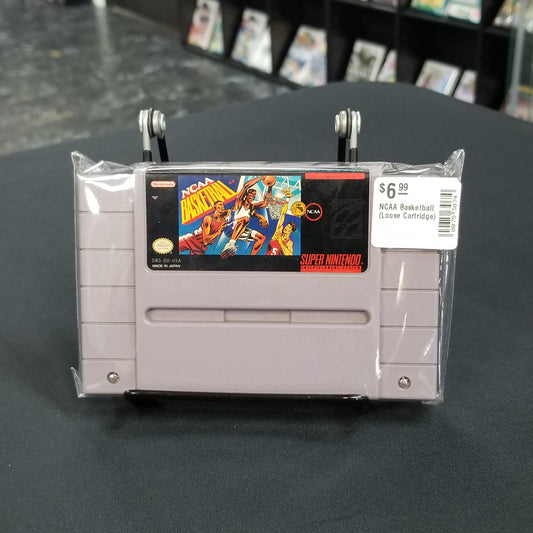 Nintendo
NCAA
BASKETBALL
NCAA
SNS-DU-USA
MADE IN JAPAN
SUPER NINTENDO
$6.99
NCAA Basketball
(Loose Cartridge)